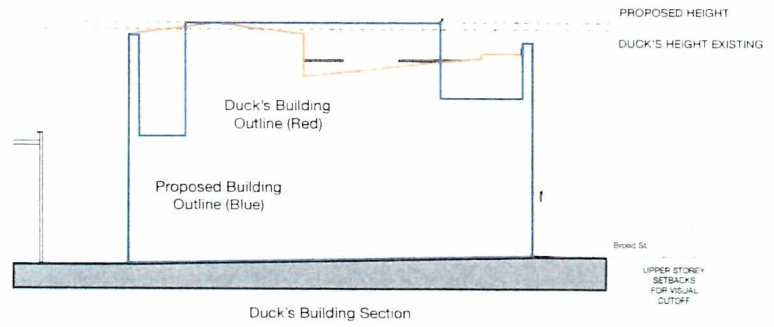 PROPOSED HEIGHT
DUCK'S HEIGHT EXISTING
Duck's Building
Outline (Red)
Proposed Building
Outline (Blue)
Broad St.
UPPER STOREY
SETBACKS
FOR VISUAL
CUTOFF
Duck's Building Section